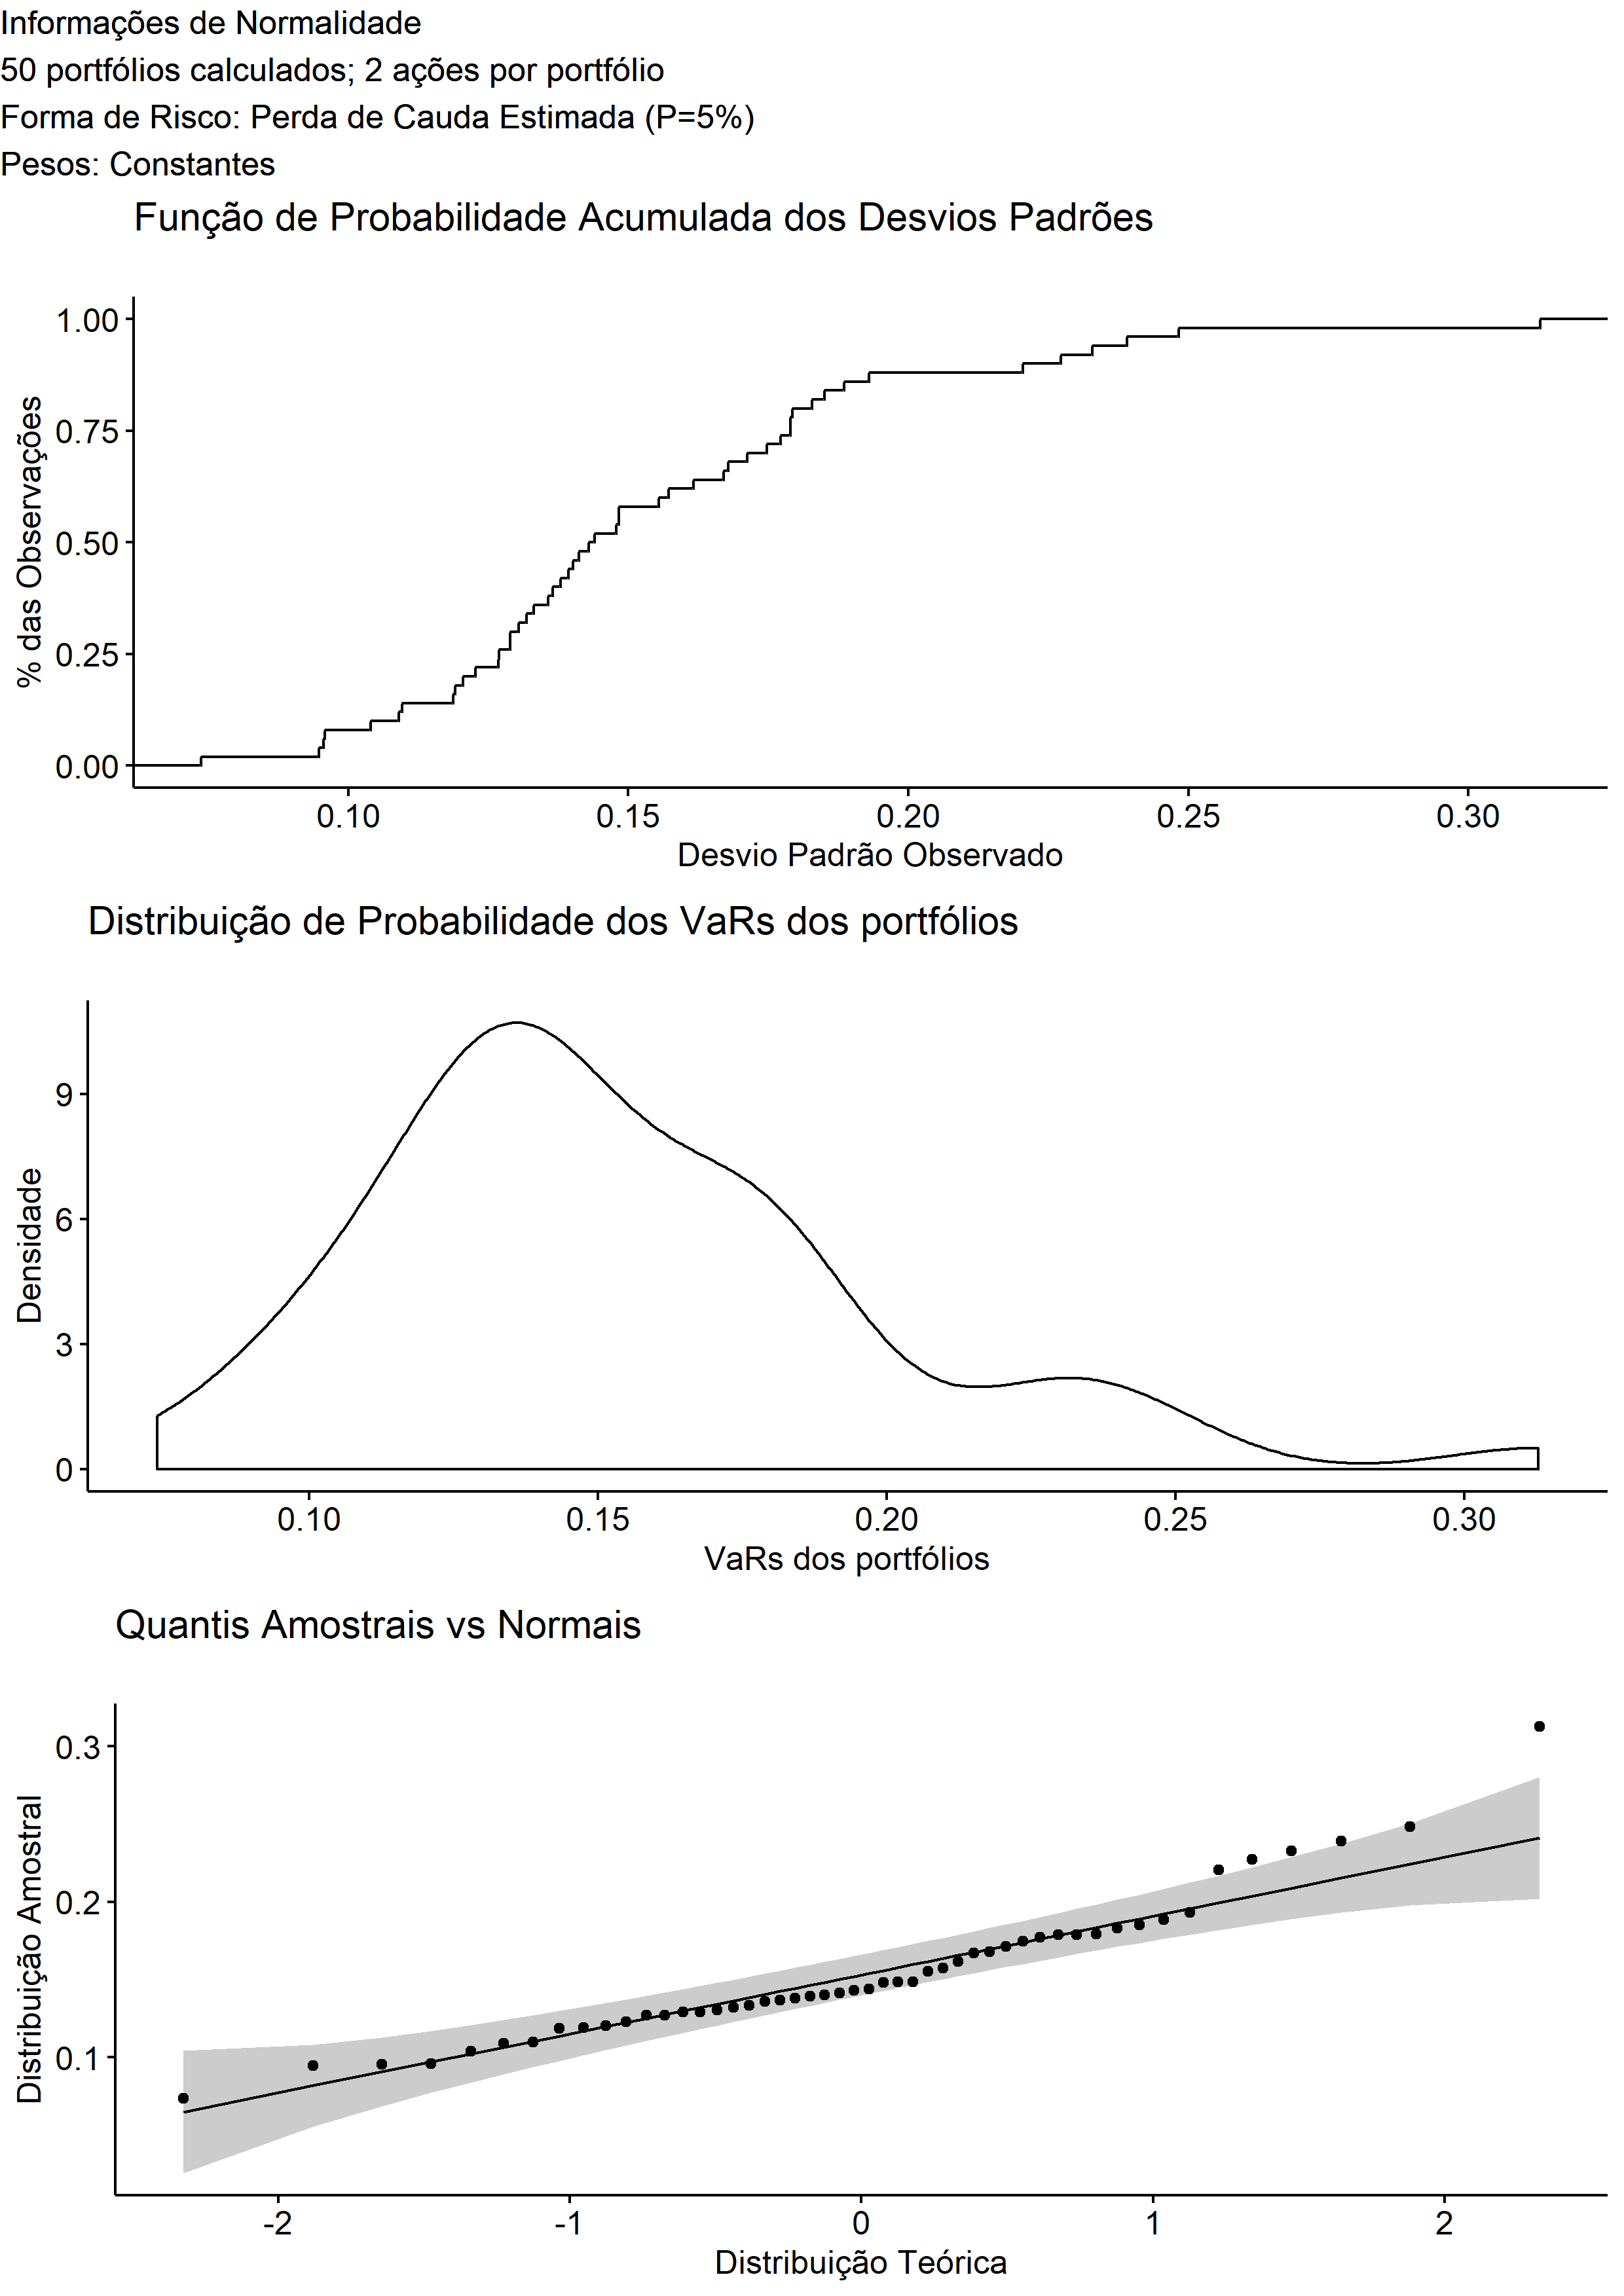 Informações de Normalidade
50 portfólios calculados; 2 ações por portfólio
Forma de Risco: Perda de Cauda Estimada (P=5%)
Pesos: Constantes
Função de Probabilidade Acumulada dos Desvios Padrões
% das Observações
1.00
0.75
0.50
0.25
0.00
0.10 0.15 0.20 0.25 0.30
Desvio Padrão Observado
Distribuição de Probabilidade dos VaRs dos portfólios
Densidade
9
6
3
0
0.10 0.15 0.20 0.25 0.30
VaRs dos portfólios
Quantis Amostrais vs Normais
Distribuição Amostral
0.3
0.2
0.1
-2 -1 0 1 2
Distribuição Teórica